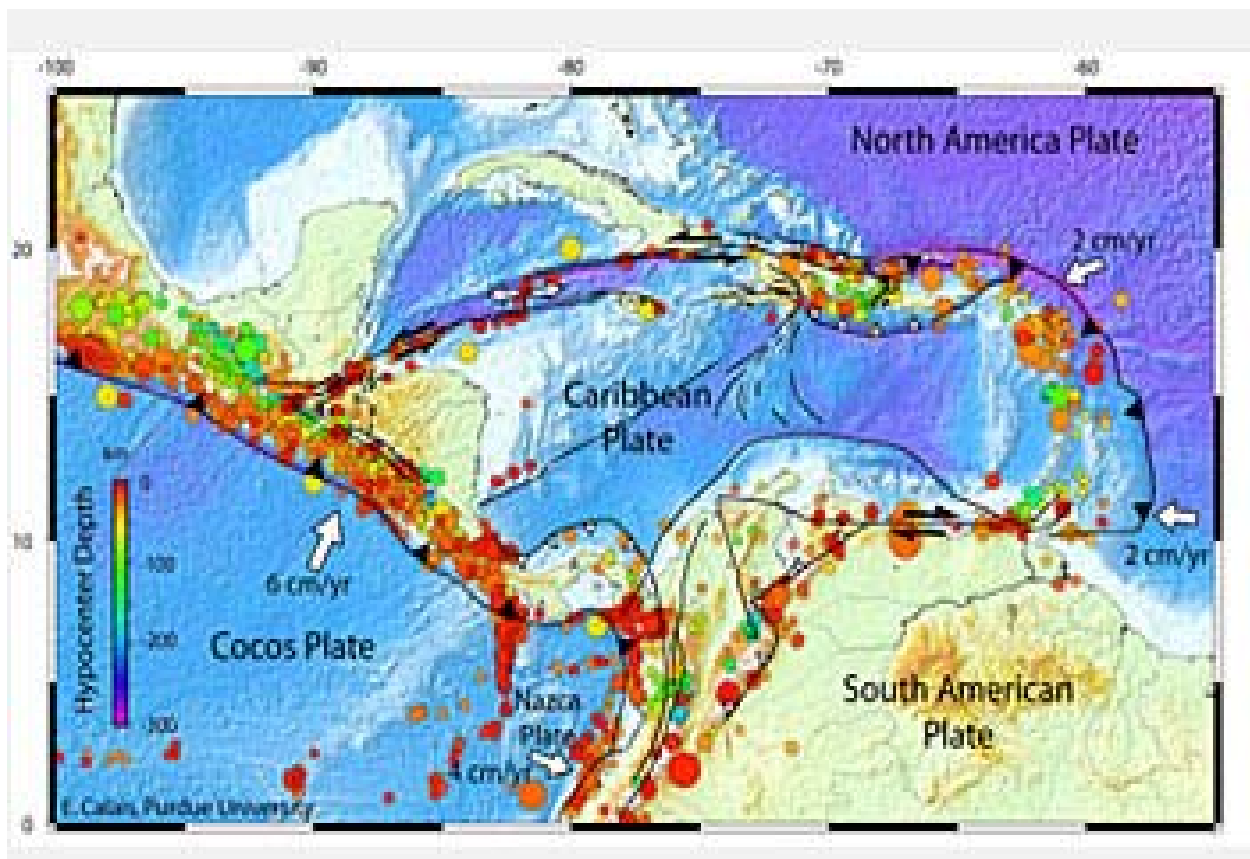 -100 -90 -80 -70 -60
North America Plate
20
2 cm/yr
Caribbean
Plate
km
0
-100
-200
-300
Hypocenter Depth
10
6 cm/yr
2 cm/yr
Cocos Plate
South American
Plate
Nazca
Plate
4 cm/yr
E. Calais, Purdue University
0